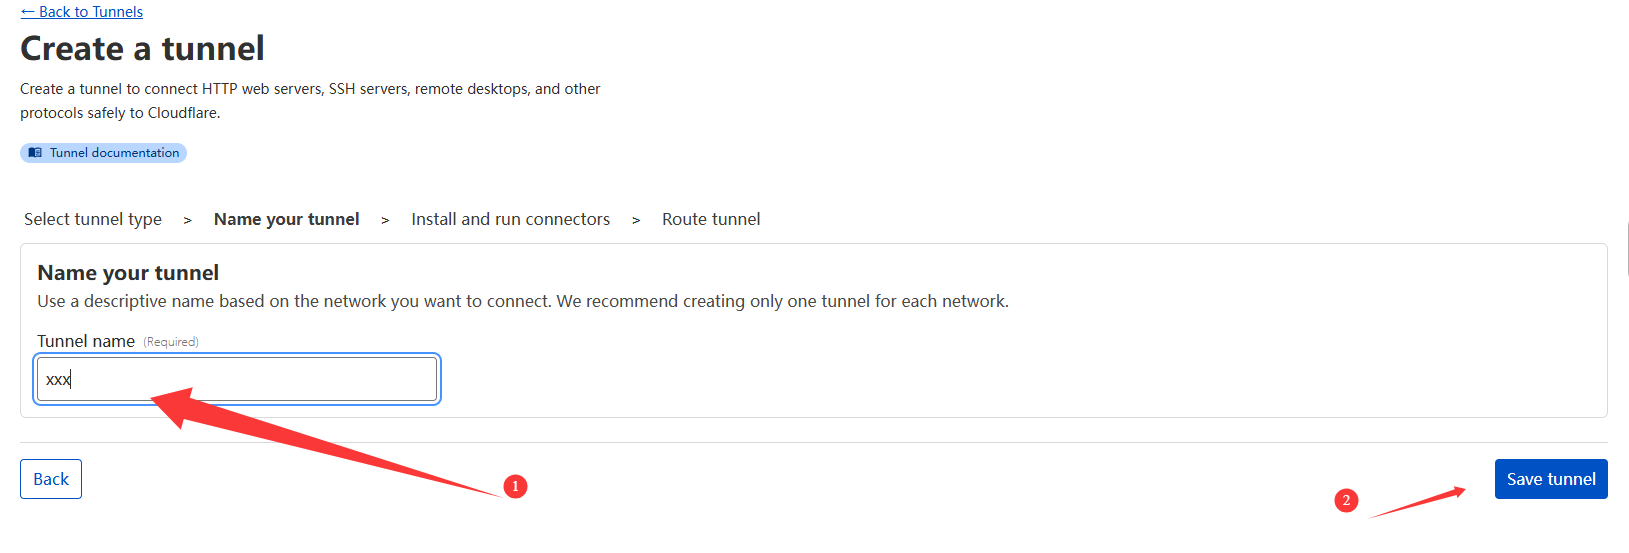 ← Back to Tunnels
Create a tunnel
Create a tunnel to connect HTTP web servers, SSH servers, remote desktops, and other
protocols safely to Cloudflare.
Tunnel documentation
Select tunnel type > Name your tunnel > Install and run connectors > Route tunnel
Name your tunnel
Use a descriptive name based on the network you want to connect. We recommend creating only one tunnel for each network.
Tunnel name (Required)
xxx
Back
1
2
Save tunnel